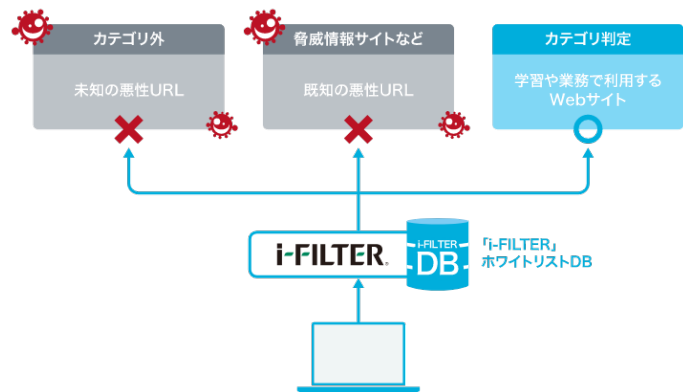 カテゴリ外
未知の悪性URL
脅威情報サイトなど
既知の悪性URL
カテゴリ判定
学習や業務で利用する
Webサイト
i-FILTER®
i-FILTER
DB
「i-FILTER」
ホワイトリストDB